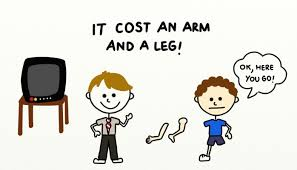 IT COST AN ARM
AND A LEG!
OK, HERE
YOU GO!